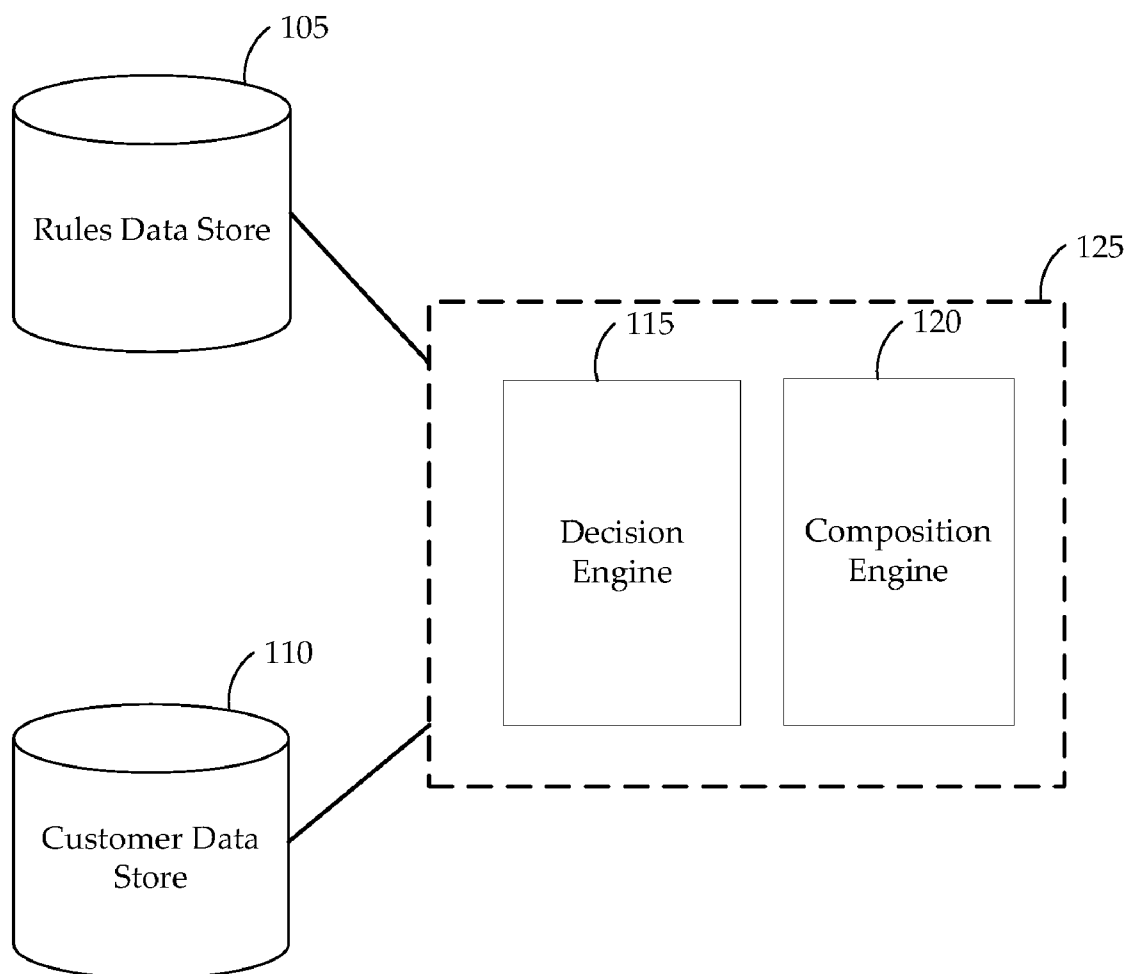 105
Rules Data Store
125
115
120
Decision
Engine
Composition
Engine
110
Customer Data
Store